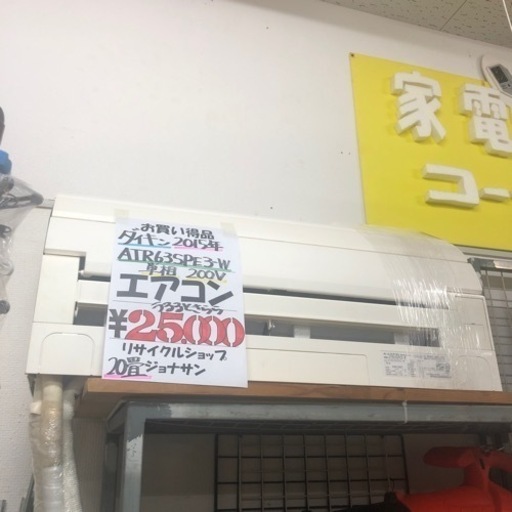 家電
コー
お買い得品
ダイキン 2015年
ATR63SPE3-W
単相 200V
エアコン
¥25,000
リサイクルショップ
20畳 ジョナサン